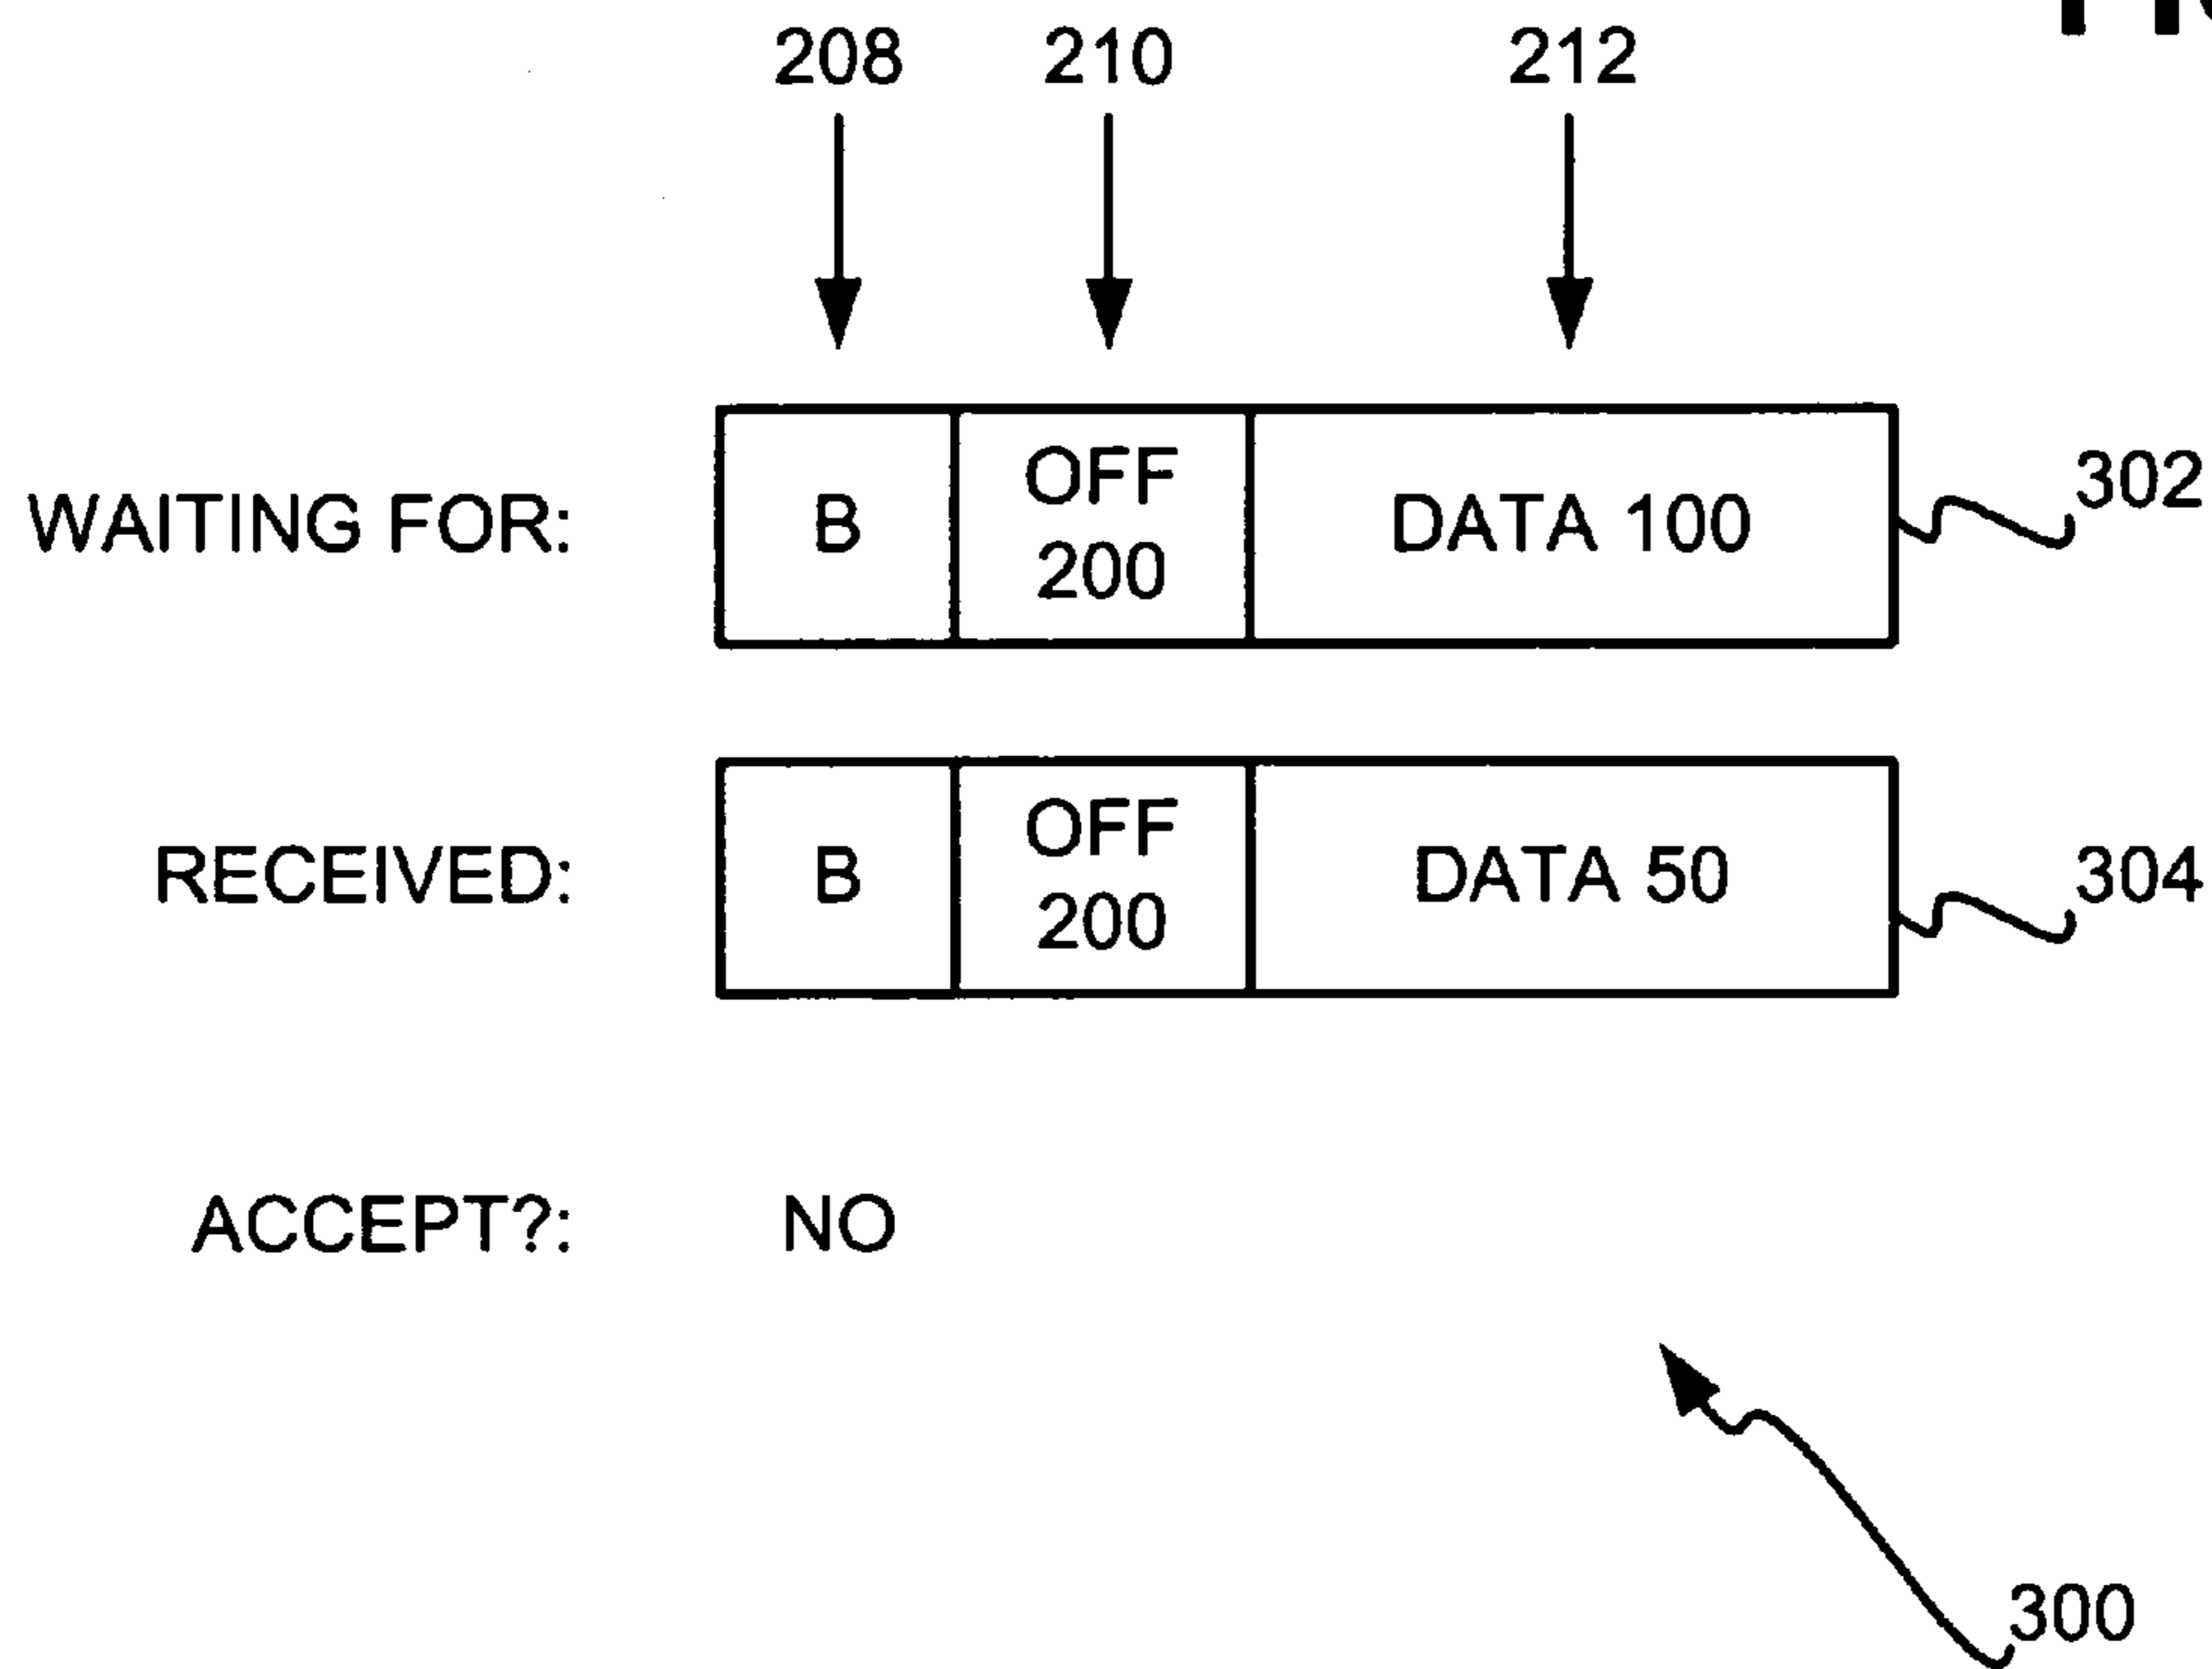 208 210 212
WAITING FOR: B OFF 200 DATA 100 302
RECEIVED: B OFF 200 DATA 50 304
ACCEPT?: NO
300